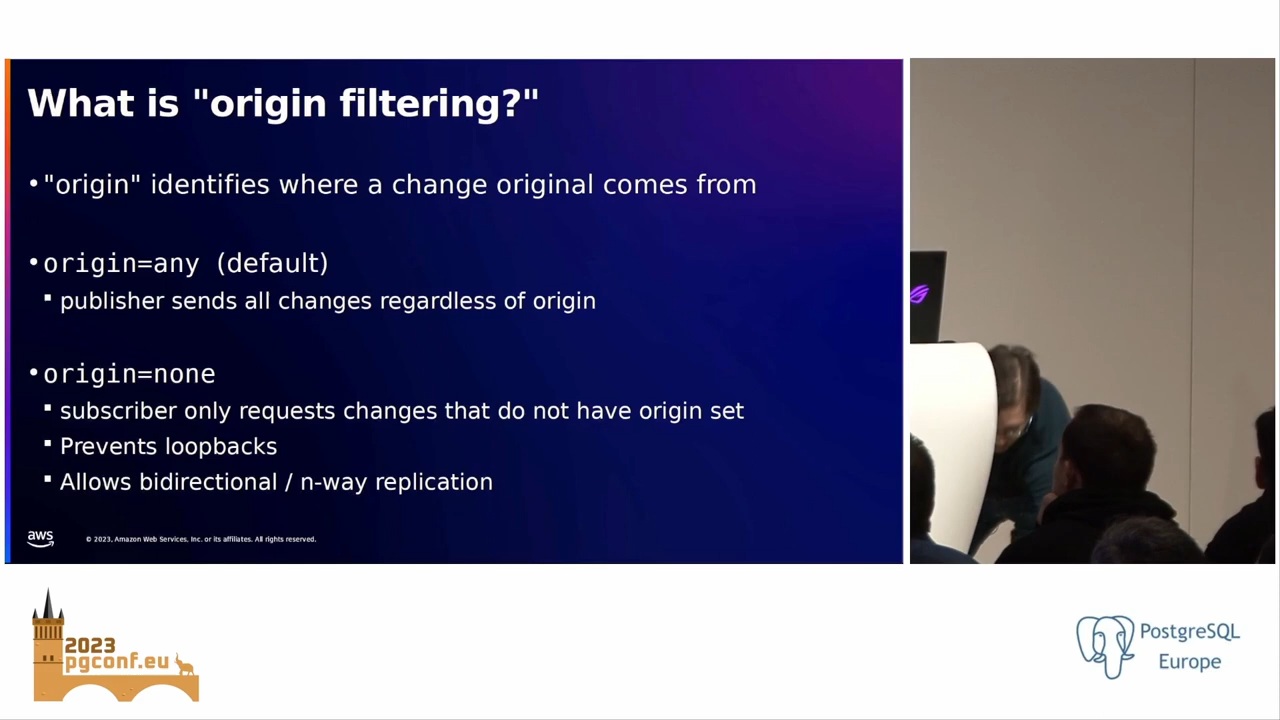 What is "origin filtering?"
•"origin" identifies where a change original comes from
•origin=any (default)
▪publisher sends all changes regardless of origin
•origin=none
▪subscriber only requests changes that do not have origin set
▪Prevents loopbacks
▪Allows bidirectional / n-way replication
aws
© 2023, Amazon Web Services, Inc. or its affiliates. All rights reserved.
2023
pgconf.eu
PostgreSQL
Europe